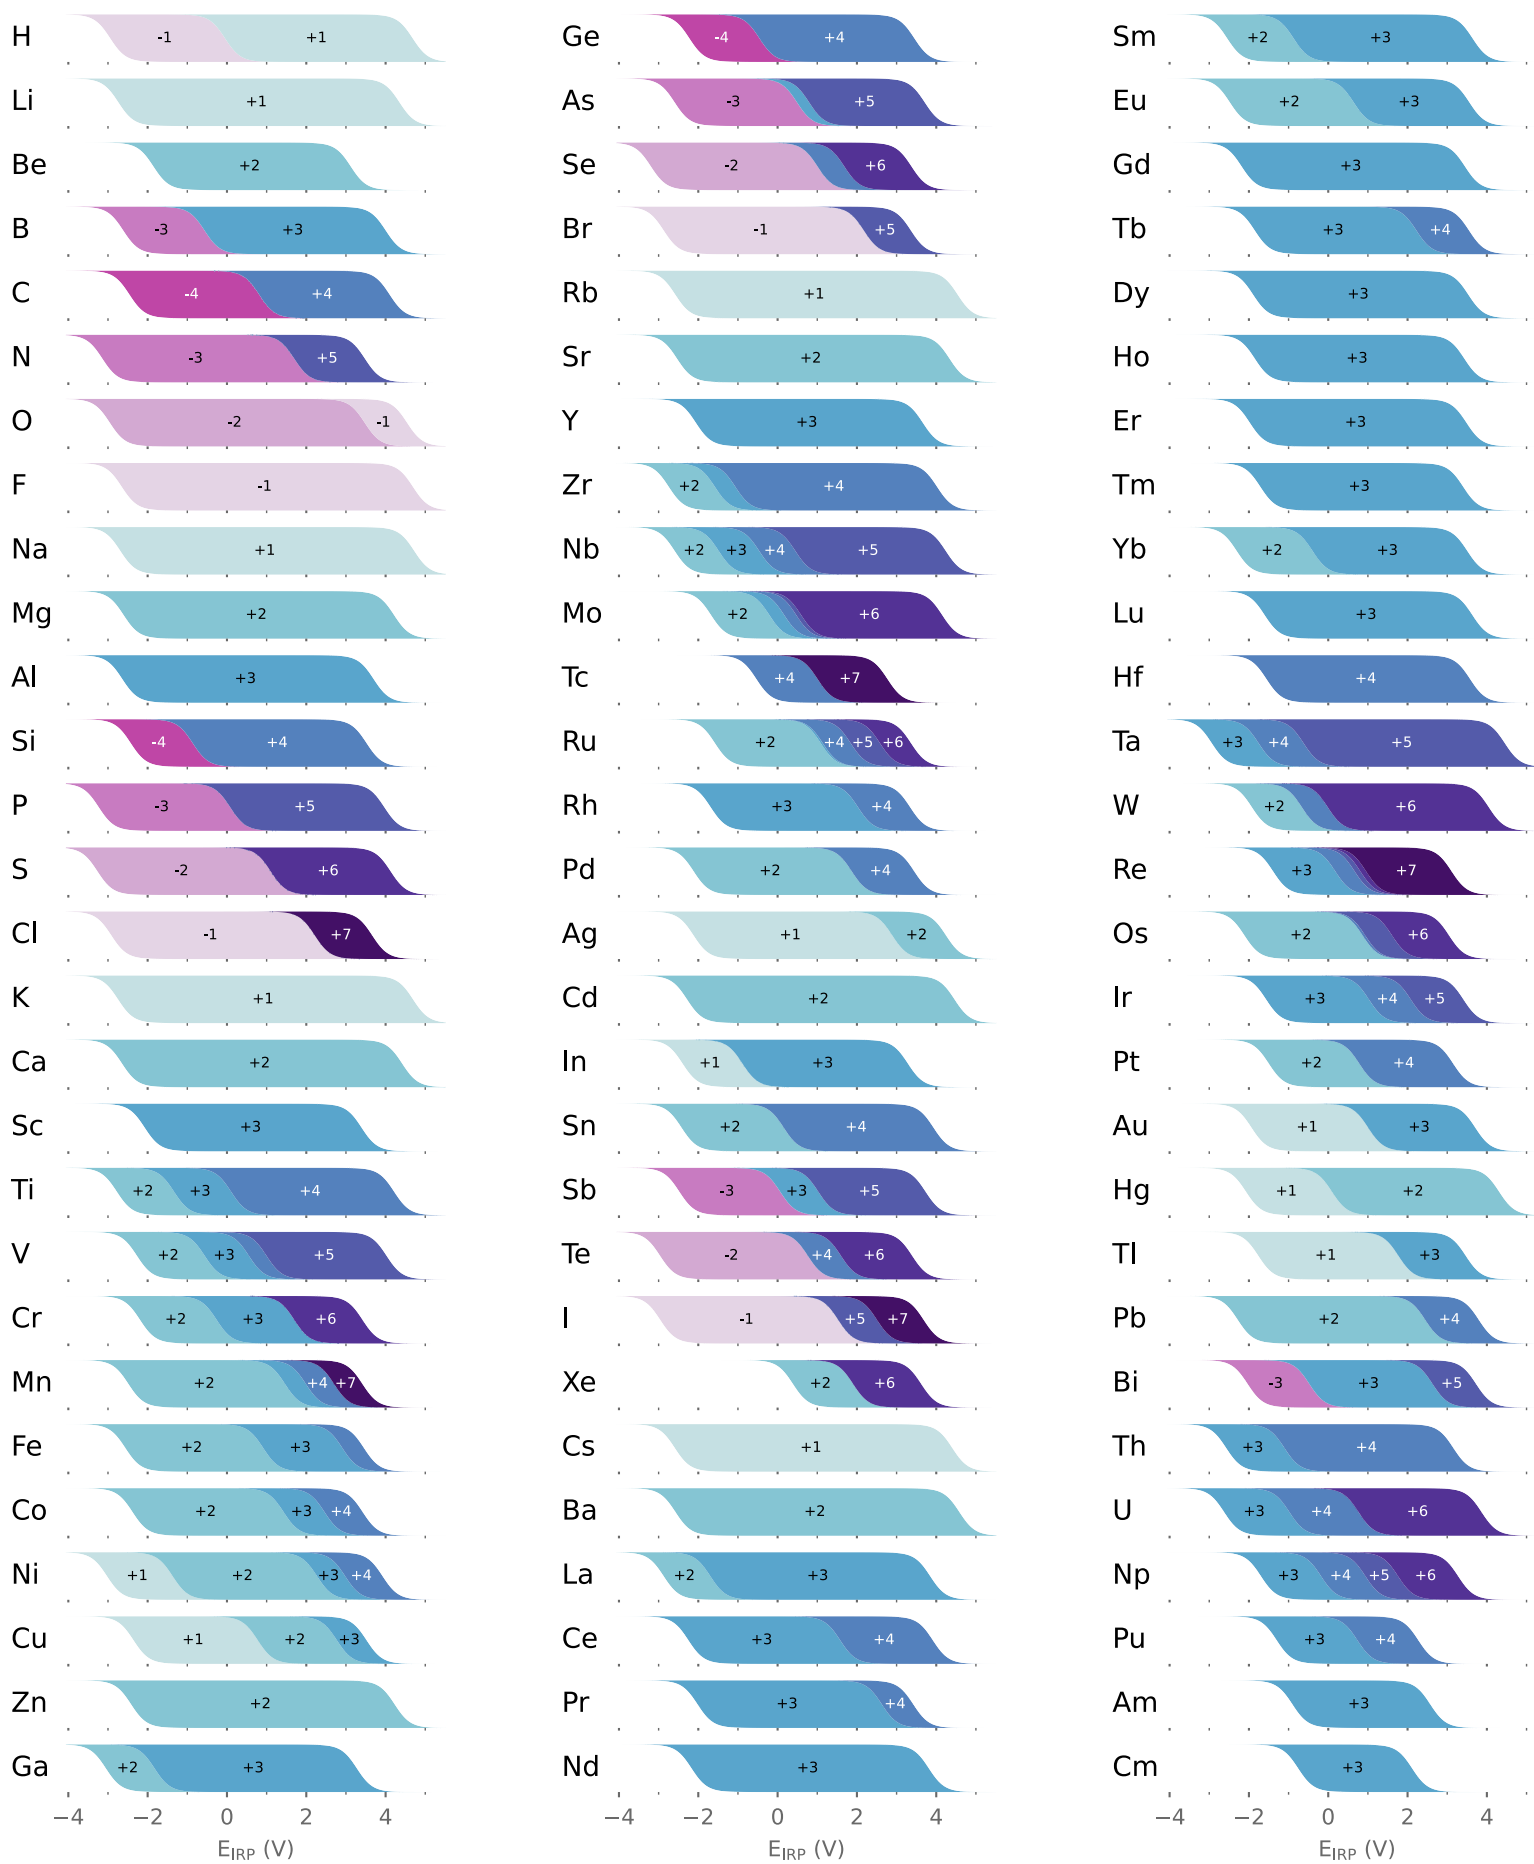 H -1 +1
Li +1
Be +2
B -3 +3
C -4 +4
N -3 +5
O -2 -1
F -1
Na +1
Mg +2
Al +3
Si -4 +4
P -3 +5
S -2 +6
Cl -1 +7
K +1
Ca +2
Sc +3
Ti +2 +3 +4
V +2 +3 +5
Cr +2 +3 +6
Mn +2 +4 +7
Fe +2 +3
Co +2 +3 +4
Ni +1 +2 +3 +4
Cu +1 +2 +3
Zn +2
Ga +2 +3
−4 −2 0 2 4
E_IRP (V)
Ge -4 +4
As -3 +5
Se -2 +6
Br -1 +5
Rb +1
Sr +2
Y +3
Zr +2 +4
Nb +2 +3 +4 +5
Mo +2 +6
Tc +4 +7
Ru +2 +4 +5 +6
Rh +3 +4
Pd +2 +4
Ag +1 +2
Cd +2
In +1 +3
Sn +2 +4
Sb -3 +3 +5
Te -2 +4 +6
I -1 +5 +7
Xe +2 +6
Cs +1
Ba +2
La +2 +3
Ce +3 +4
Pr +3 +4
Nd +3
−4 −2 0 2 4
E_IRP (V)
Sm +2 +3
Eu +2 +3
Gd +3
Tb +3 +4
Dy +3
Ho +3
Er +3
Tm +3
Yb +2 +3
Lu +3
Hf +4
Ta +3 +4 +5
W +2 +6
Re +3 +7
Os +2 +6
Ir +3 +4 +5
Pt +2 +4
Au +1 +3
Hg +1 +2
Tl +1 +3
Pb +2 +4
Bi -3 +3 +5
Th +3 +4
U +3 +4 +6
Np +3 +4 +5 +6
Pu +3 +4
Am +3
Cm +3
−4 −2 0 2 4
E_IRP (V)